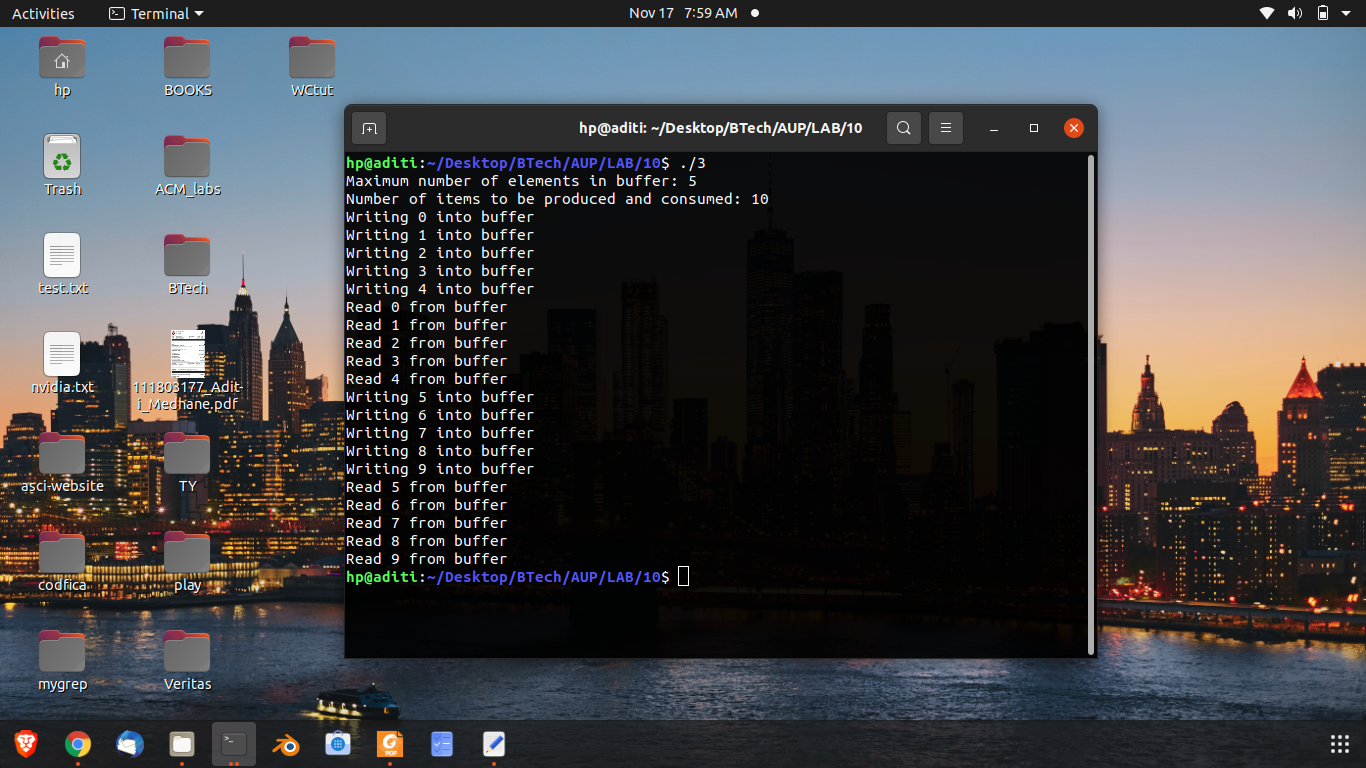 Activities
Terminal
Nov 17 7:59 AM
hp
BOOKS
WCtut
Trash
ACM_labs
test.txt
BTech
nvidia.txt
111803177_Adit-
i_Medhane.pdf
asci-website
TY
codfica
play
mygrep
Veritas
hp@aditi: ~/Desktop/BTech/AUP/LAB/10
hp@aditi:~/Desktop/BTech/AUP/LAB/10$ ./3
Maximum number of elements in buffer: 5
Number of items to be produced and consumed: 10
Writing 0 into buffer
Writing 1 into buffer
Writing 2 into buffer
Writing 3 into buffer
Writing 4 into buffer
Read 0 from buffer
Read 1 from buffer
Read 2 from buffer
Read 3 from buffer
Read 4 from buffer
Writing 5 into buffer
Writing 6 into buffer
Writing 7 into buffer
Writing 8 into buffer
Writing 9 into buffer
Read 5 from buffer
Read 6 from buffer
Read 7 from buffer
Read 8 from buffer
Read 9 from buffer
hp@aditi:~/Desktop/BTech/AUP/LAB/10$
PDF